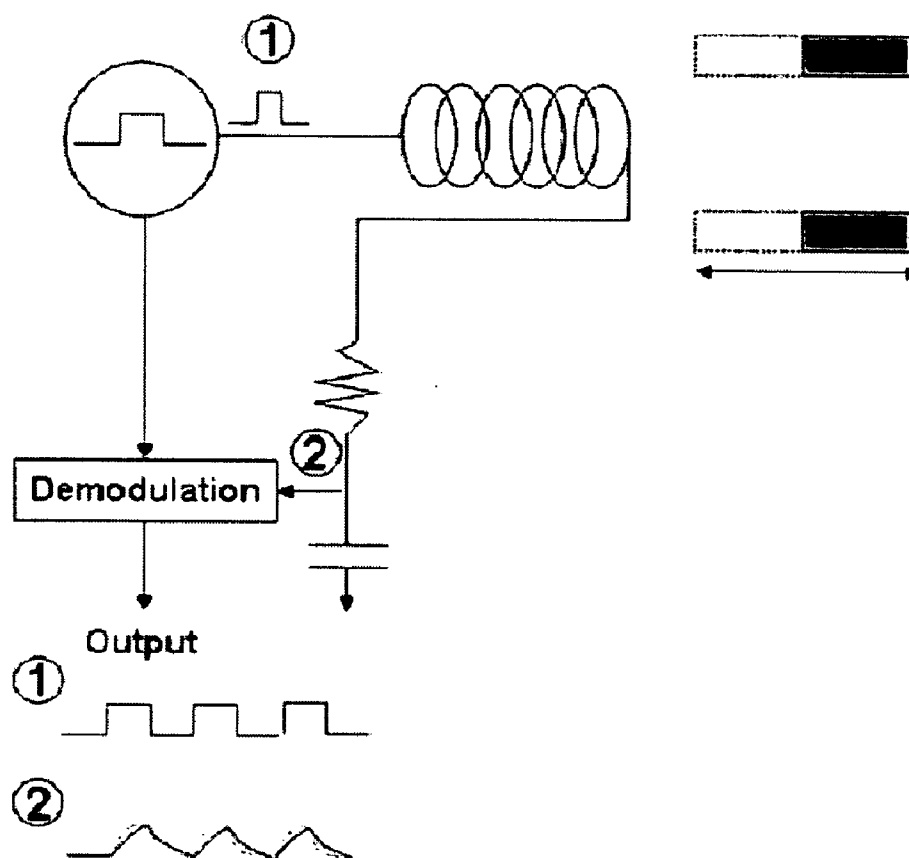 ①
②
Demodulation
Output
①
②